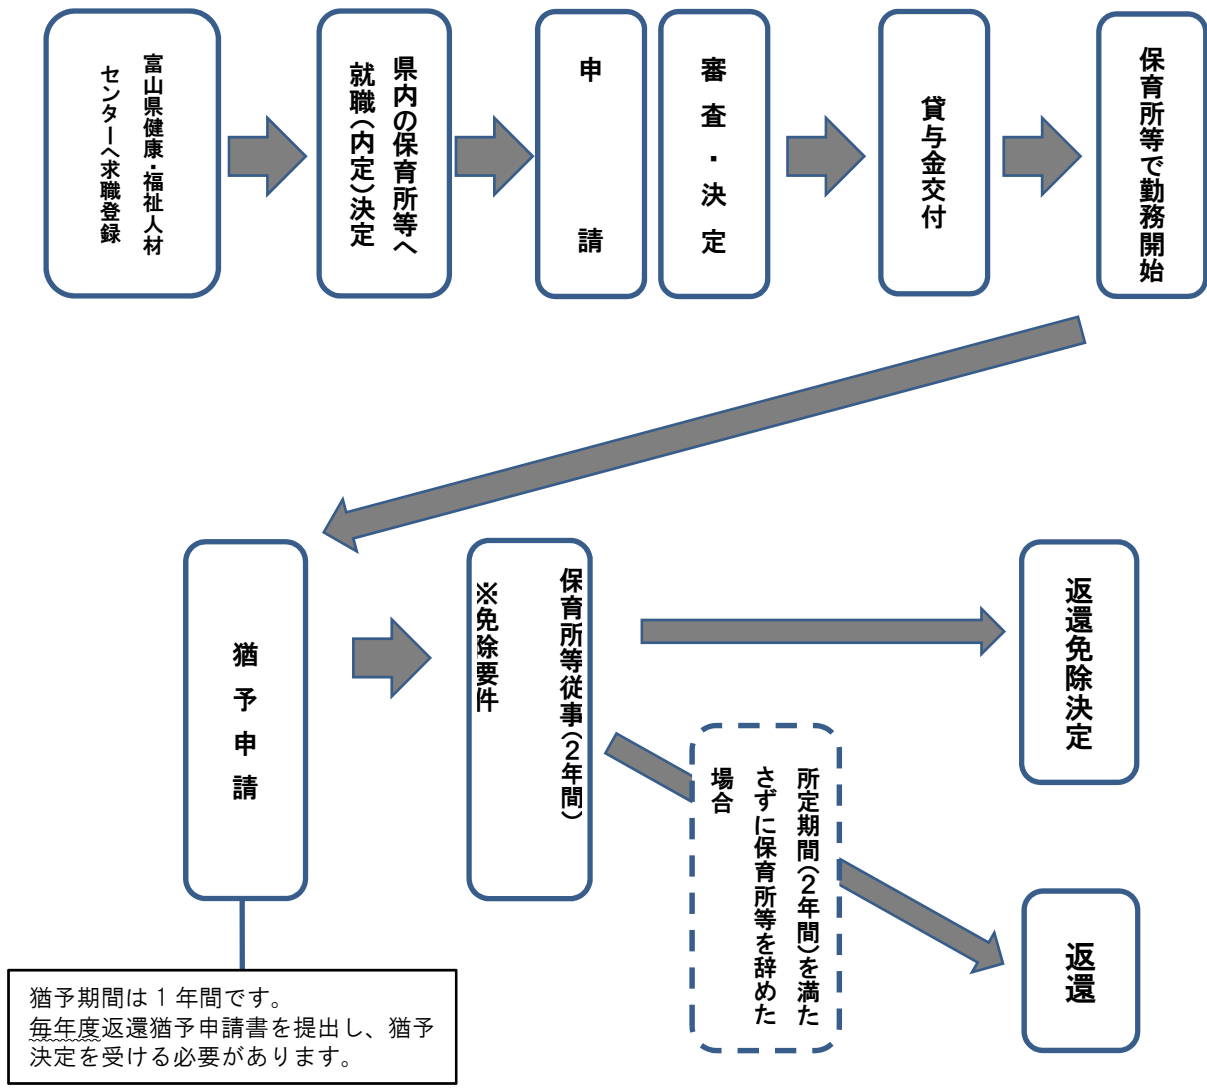 富山県健康・福祉人材
センターへ求職登録
県内の保育所等へ
就職(内定)決定
申請
審査・決定
貸与金交付
保育所等で勤務開始
猶予申請
保育所等従事(2年間)
※免除要件
返還免除決定
所定期間(2年間)を満た
さずに保育所等を辞めた
場合
返還
猶予期間は1年間です。
毎年度返還猶予申請書を提出し、猶予
決定を受ける必要があります。